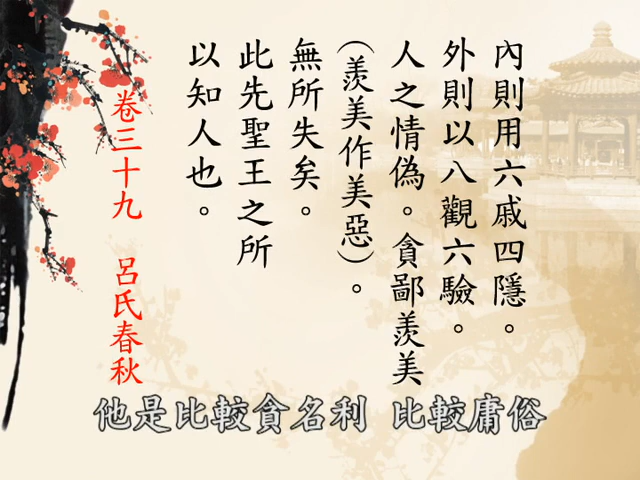 內則用六戚四隱。
外則以八觀六驗。
人之情偽。貪鄙羨美
(羨美作美惡)。
無所失矣。
此先聖王之所
以知人也。
卷三十九 呂氏春秋
他是比較貪名利 比較庸俗